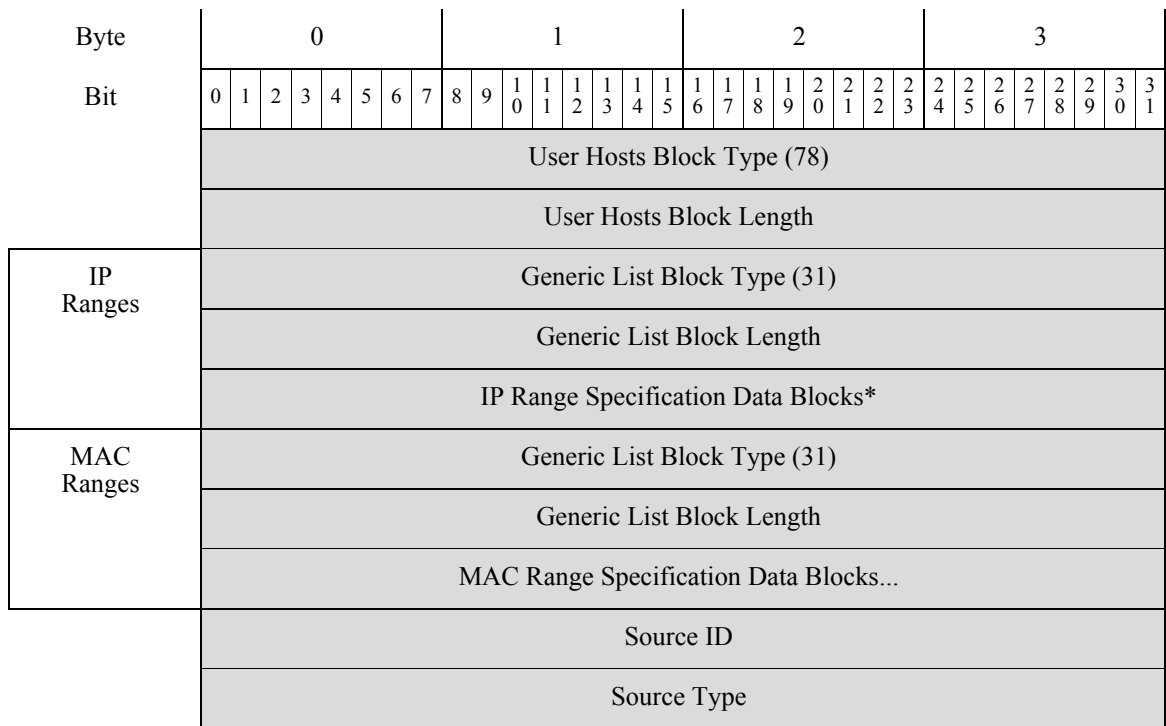 Byte 0 1 2 3
Bit 0 1 2 3 4 5 6 7 8 9 10 11 12 13 14 15 16 17 18 19 20 21 22 23 24 25 26 27 28 29 30 31
User Hosts Block Type (78)
User Hosts Block Length
IP
Ranges
Generic List Block Type (31)
Generic List Block Length
IP Range Specification Data Blocks*
MAC
Ranges
Generic List Block Type (31)
Generic List Block Length
MAC Range Specification Data Blocks...
Source ID
Source Type